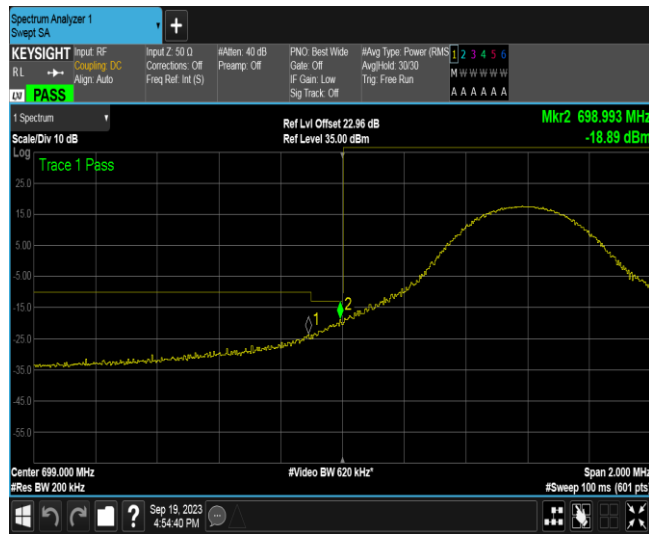 Spectrum Analyzer 1
Swept SA
KEYSIGHT
RL
LXI PASS
Input: RF
Coupling: DC
Align: Auto
Input Z: 50 Ω
Corrections: Off
Freq Ref: Int (S)
#Atten: 40 dB
Preamp: Off
PNO: Best Wide
Gate: Off
IF Gain: Low
Sig Track: Off
#Avg Type: Power (RMS
Avg|Hold: 30/30
Trig: Free Run
1 2 3 4 5 6
M W W W W W
A A A A A A
1 Spectrum
Scale/Div 10 dB
Ref Lvl Offset 22.96 dB
Ref Level 35.00 dBm
Mkr2 698.993 MHz
-18.89 dBm
Log
Trace 1 Pass
25.0
15.0
5.00
-5.00
-15.0
-25.0
-35.0
-45.0
-55.0
1
2
Center 699.000 MHz
#Res BW 200 kHz
#Video BW 620 kHz*
Span 2.000 MHz
#Sweep 100 ms (601 pts
?
Sep 19, 2023
4:54:40 PM